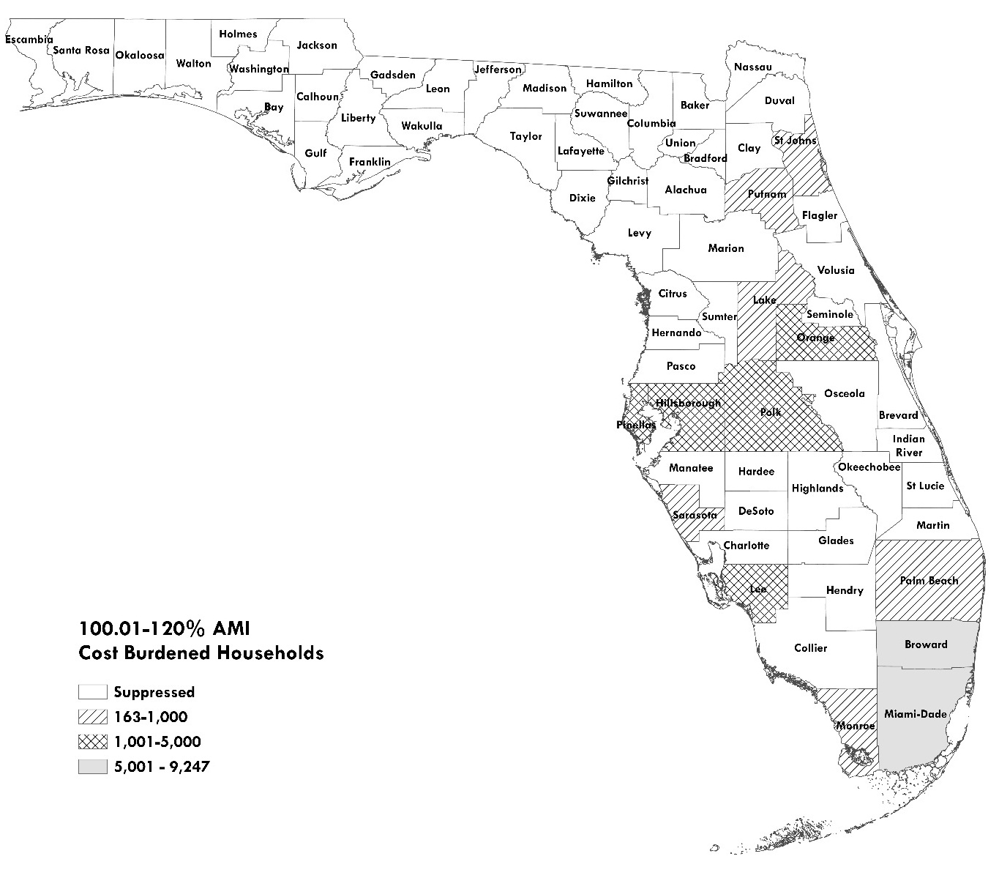 Escambia
Santa Rosa
Okaloosa
Walton
Holmes
Washington
Jackson
Bay
Calhoun
Gulf
Gadsden
Liberty
Franklin
Leon
Wakulla
Jefferson
Madison
Taylor
Hamilton
Suwannee
Lafayette
Dixie
Columbia
Gilchrist
Baker
Union
Bradford
Alachua
Levy
Nassau
Duval
Clay
St Johns
Putnam
Flagler
Marion
Volusia
Citrus
Sumter
Lake
Seminole
Hernando
Orange
Pasco
Hillsborough
Pinellas
Polk
Osceola
Brevard
Indian
River
Manatee
Hardee
Highlands
Okeechobee
St Lucie
Sarasota
DeSoto
Martin
Charlotte
Glades
Lee
Hendry
Palm Beach
Collier
Broward
Monroe
Miami-Dade
100.01-120% AMI
Cost Burdened Households
Suppressed
163-1,000
1,001-5,000
5,001 - 9,247